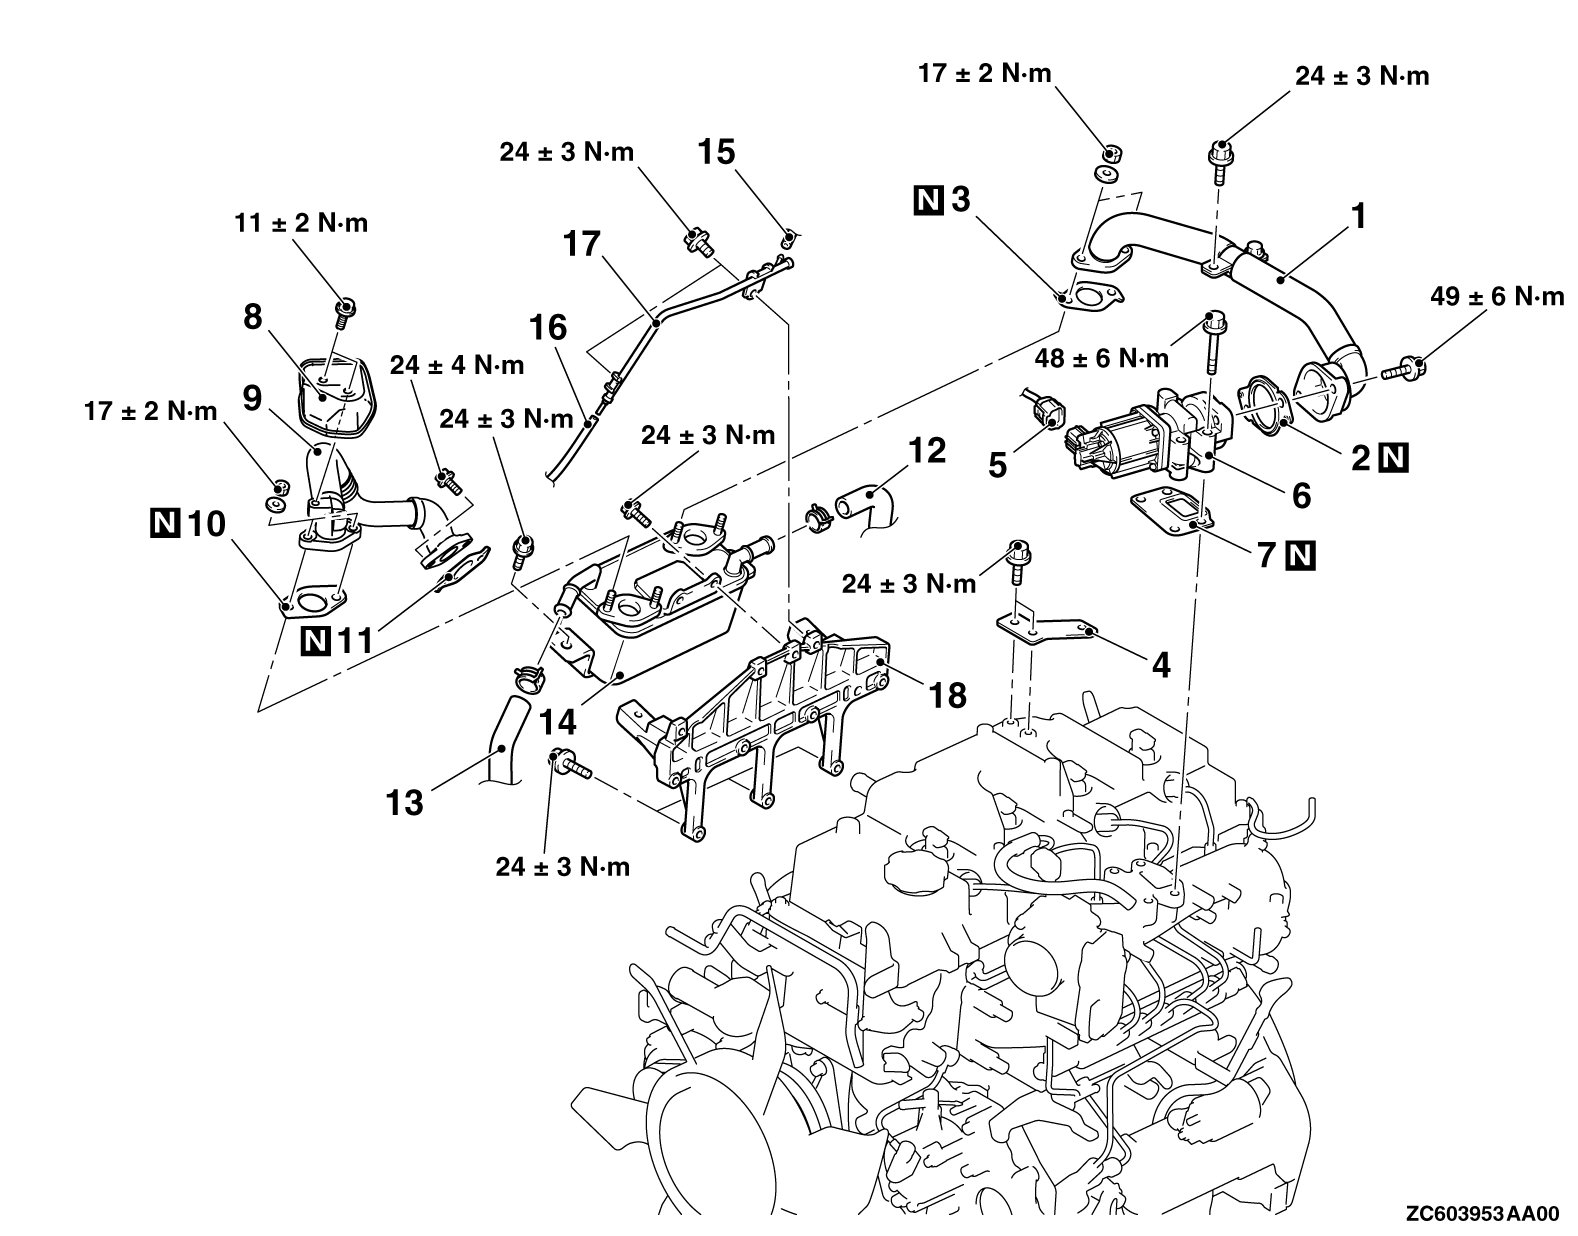 17 ± 2 N·m
24 ± 3 N·m
24 ± 3 N·m
15
N 3
1
11 ± 2 N·m
17
49 ± 6 N·m
8
16
48 ± 6 N·m
24 ± 4 N·m
9
17 ± 2 N·m
24 ± 3 N·m
24 ± 3 N·m
12
5
2 N
6
N 10
7 N
24 ± 3 N·m
N 11
4
18
14
13
24 ± 3 N·m
ZC603953AA00